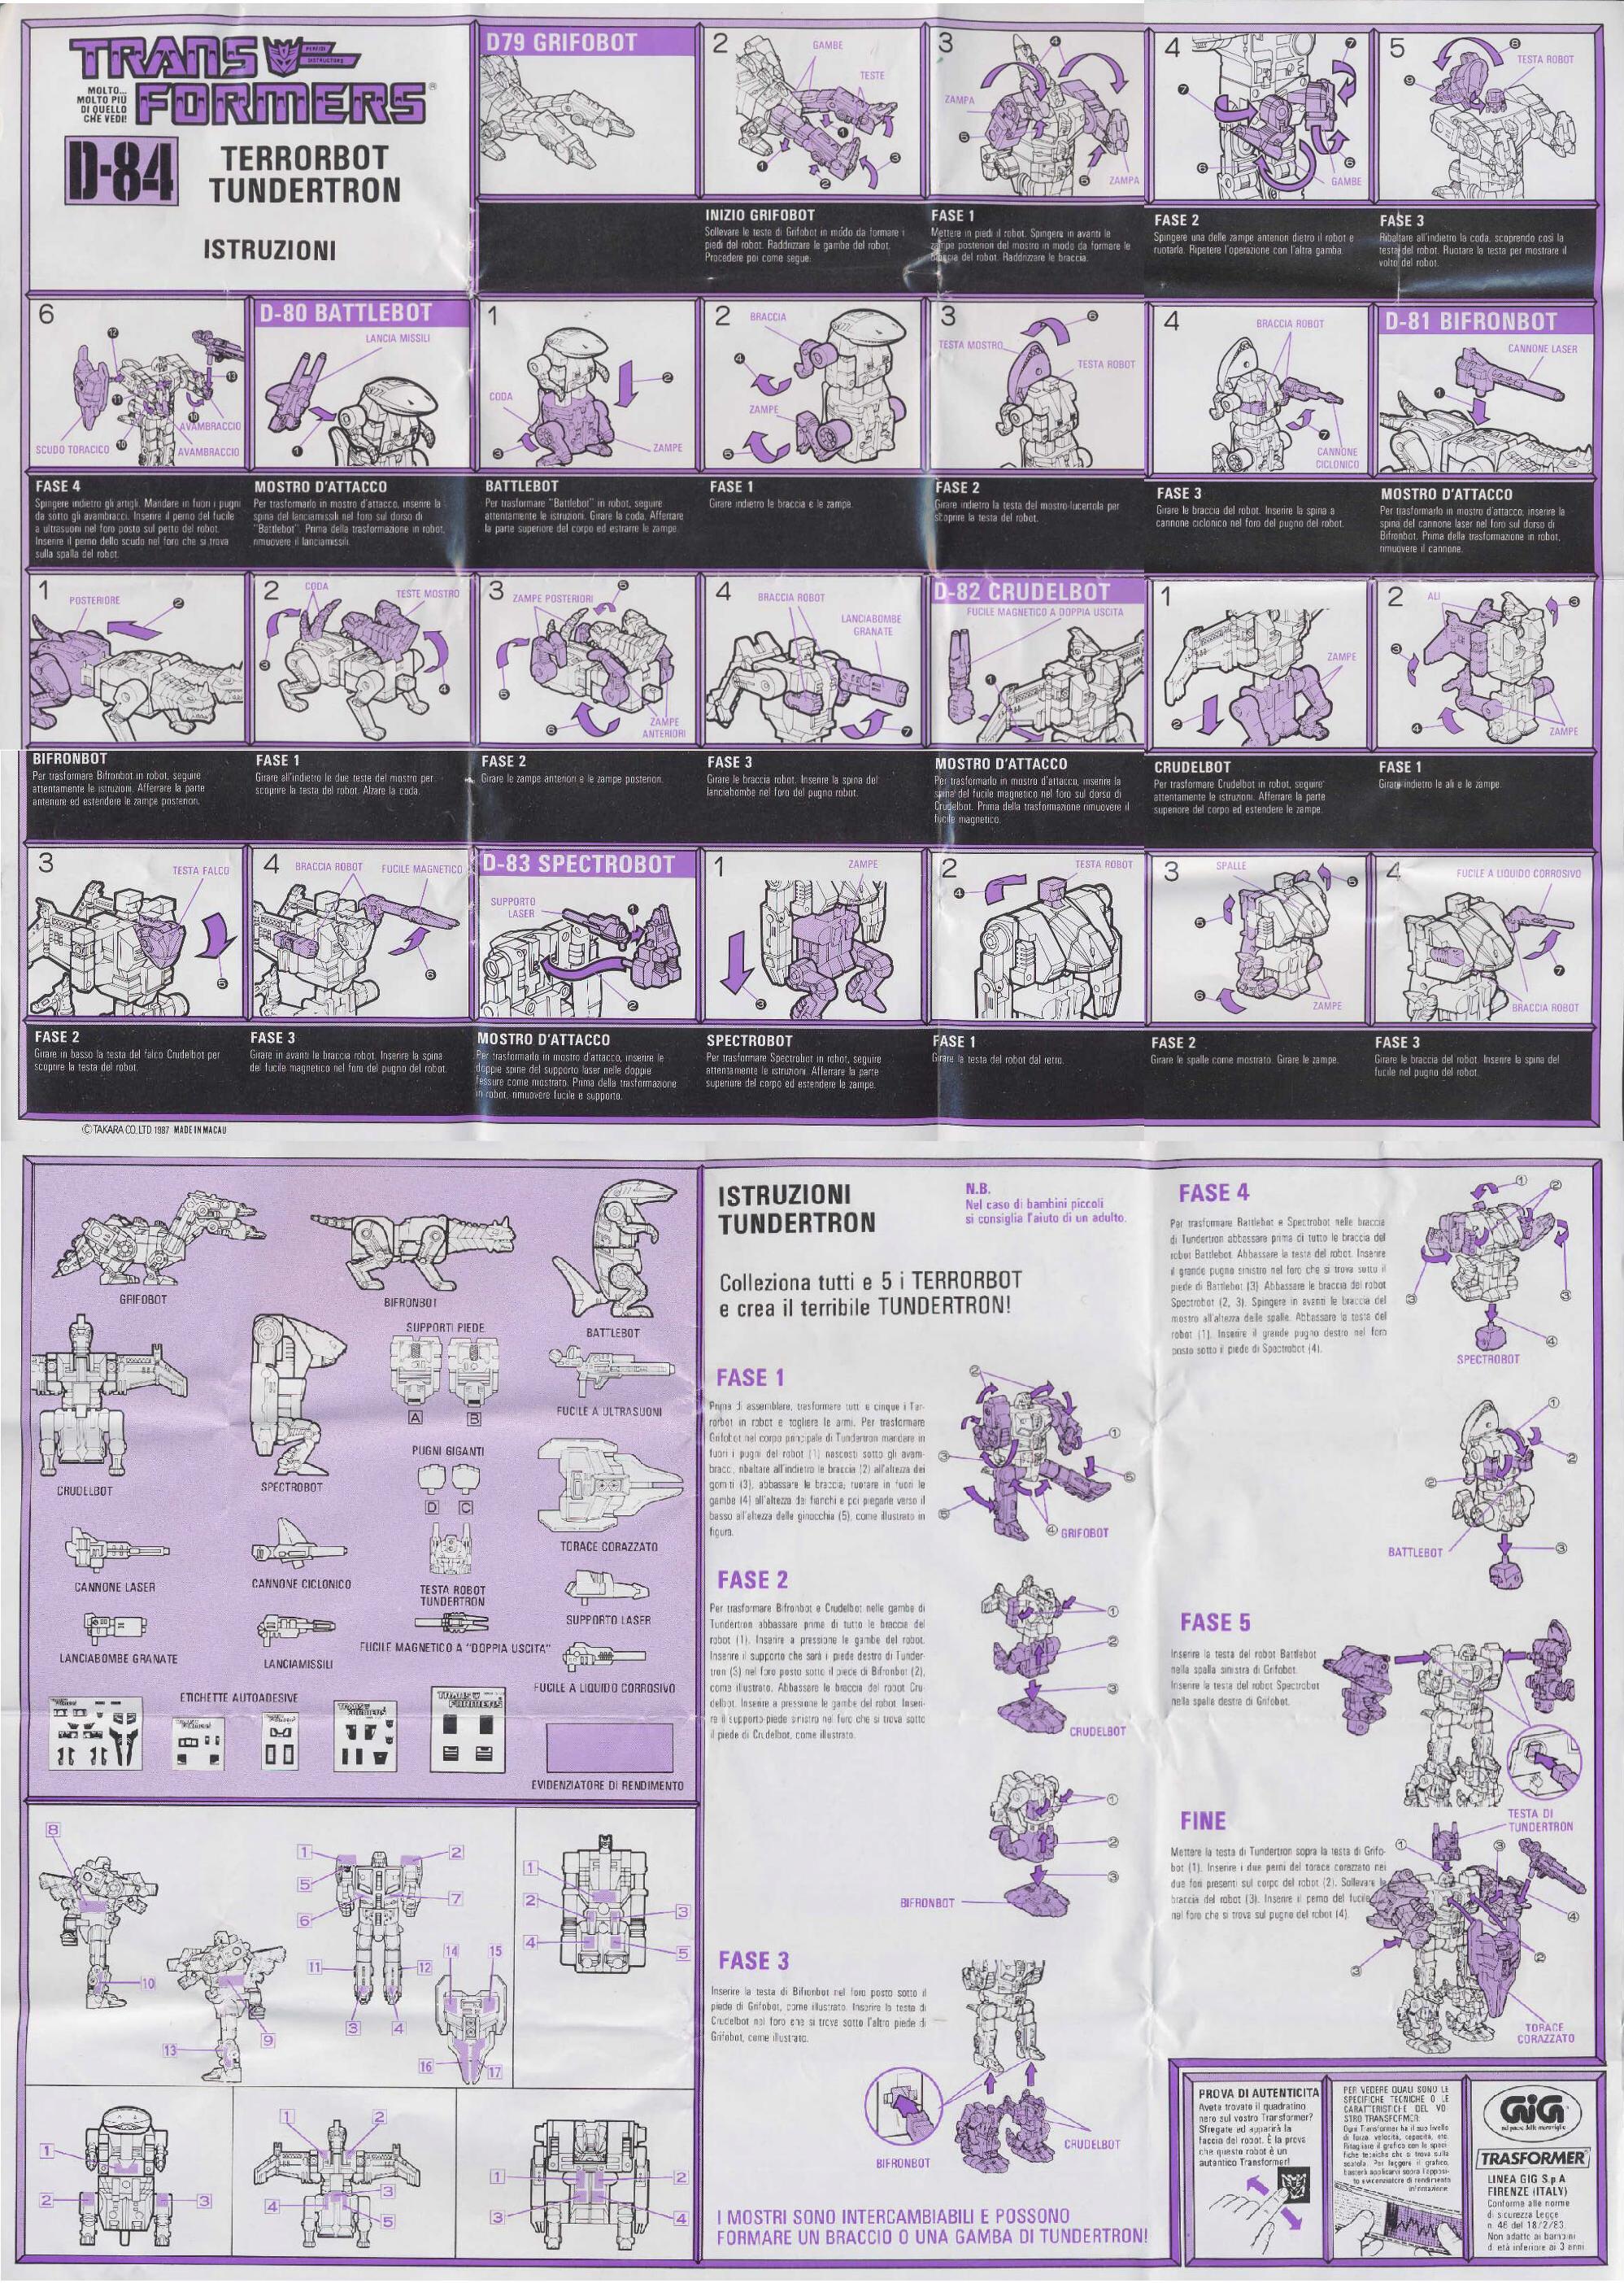 TRANSFORMERS
MOLTO...
MOLTO PIÙ
DI QUELLO
CHE VEDI!
D-84
TERRORBOT
TUNDERTRON
ISTRUZIONI
D79 GRIFOBOT
2
GAMBE
TESTE
INIZIO GRIFOBOT
Sollevare le teste di Grifobot in modo da formare i
piedi del robot. Raddrizzare le gambe del robot.
Procedere poi come segue.
3
ZAMPA
ZAMPA
FASE 1
Mettere in piedi il robot. Spingere in avanti le
zampe posteriori del mostro in modo da formare le
braccia del robot. Raddrizzare le braccia.
4
GAMBE
FASE 2
Spingere una delle zampe anteriori dietro il robot e
ruotarla. Ripetere l'operazione con l'altra gamba.
5
TESTA ROBOT
FASE 3
Ribaltare all'indietro la coda, scoprendo così la
testa del robot. Ruotare la testa per mostrare il
volto del robot.
6
SCUDO TORACICO
AVAMBRACCIO
AVAMBRACCIO
FASE 4
Spingere indietro gli artigli. Mandare in fuori i pugni
da sotto gli avambracci. Inserire il perno del fucile
a ultrasuoni nel foro posto sul petto del robot.
Inserire il perno dello scudo nel foro che si trova
sulla spalla del robot.
D-80 BATTLEBOT
LANCIA MISSILI
MOSTRO D'ATTACCO
Per trasformarlo in mostro d'attacco, inserire la
spina del lanciamissili nel foro sul dorso di
"Battlebot". Prima della trasformazione in robot,
rimuovere il lanciamissili.
1
CODA
ZAMPE
BATTLEBOT
Per trasformare "Battlebot" in robot, seguire
attentamente le istruzioni. Girare la coda. Afferrare
la parte superiore del corpo ed estrarre le zampe.
2
BRACCIA
ZAMPE
FASE 1
Girare indietro la braccia e le zampe.
3
TESTA MOSTRO
TESTA ROBOT
FASE 2
Girare indietro la testa del mostro-lucertola per
scoprire la testa del robot.
4
BRACCIA ROBOT
CANNONE
CICLONICO
FASE 3
Girare le braccia del robot. Inserire la spina a
cannone ciclonico nel foro del pugno del robot.
D-81 BIFRONBOT
CANNONE LASER
MOSTRO D'ATTACCO
Per trasformarlo in mostro d'attacco, inserire la
spina del cannone laser nel foro sul dorso di
Bifronbot. Prima della trasformazione in robot,
rimuovere il cannone.
1
POSTERIORE
BIFRONBOT
Per trasformare Bifronbot in robot, seguire
attentamente le istruzioni. Afferrare la parte
anteriore ed estendere le zampe posteriori.
2
CODA
TESTE MOSTRO
FASE 1
Girare all'indietro le due teste del mostro per
scoprire la testa del robot. Alzare la coda.
3
ZAMPE POSTERIORI
ZAMPE
ANTERIORI
FASE 2
Girare le zampe anteriori e le zampe posteriori.
4
BRACCIA ROBOT
LANCIABOMBE
GRANATE
FASE 3
Girare le braccia robot. Inserire la spina del
lanciabombe nel foro del pugno robot.
D-82 CRUDELBOT
FUCILE MAGNETICO A DOPPIA USCITA
MOSTRO D'ATTACCO
Per trasformarlo in mostro d'attacco, inserire la
spina del fucile magnetico nel foro sul dorso di
Crudelbot. Prima della trasformazione rimuovere il
fucile magnetico.
1
ZAMPE
CRUDELBOT
Per trasformare Crudelbot in robot, seguire
attentamente le istruzioni. Afferrare la parte
superiore del corpo ed estendere le zampe.
2
ALI
ZAMPE
FASE 1
Girare indietro le ali e le zampe.
3
TESTA FALCO
FASE 2
Girare in basso la testa del falco Crudelbot per
scoprire la testa del robot.
4
BRACCIA ROBOT
FUCILE MAGNETICO
FASE 3
Girare in avanti le braccia robot. Inserire la spina
del fucile magnetico nel foro del pugno del robot.
D-83 SPECTROBOT
SUPPORTO
LASER
MOSTRO D'ATTACCO
Per trasformarlo in mostro d'attacco, inserire le
doppie spine del supporto laser nelle doppie
fessure come mostrato. Prima della trasformazione
in robot, rimuovere fucile e supporto.
1
ZAMPE
SPECTROBOT
Per trasformare Spectrobot in robot, seguire
attentamente le istruzioni. Afferrare la parte
superiore del corpo ed estendere le zampe.
2
TESTA ROBOT
FASE 1
Girare la testa del robot dal retro.
3
SPALLE
ZAMPE
FASE 2
Girare le spalle come mostrato. Girare le zampe.
4
FUCILE A LIQUIDO CORROSIVO
BRACCIA ROBOT
FASE 3
Girare le braccia del robot. Inserire la spina del
fucile nel pugno del robot.
© TAKARA CO. LTD 1987 MADE IN MACAU
GRIFOBOT
BIFRONBOT
BATTLEBOT
CRUDELBOT
SPECTROBOT
SUPPORTI PIEDE
A
B
PUGNI GIGANTI
D
C
FUCILE A ULTRASUONI
TORACE CORAZZATO
CANNONE LASER
CANNONE CICLONICO
TESTA ROBOT
TUNDERTRON
SUPPORTO LASER
LANCIABOMBE GRANATE
LANCIAMISSILI
FUCILE MAGNETICO A "DOPPIA USCITA"
FUCILE A LIQUIDO CORROSIVO
ETICHETTE AUTOADESIVE
EVIDENZIATORE DI RENDIMENTO
ISTRUZIONI
TUNDERTRON
N.B.
Nel caso di bambini piccoli
si consiglia l'aiuto di un adulto.
Colleziona tutti e 5 i TERRORBOT
e crea il terribile TUNDERTRON!
FASE 1
Prima di assemblare, trasformare tutti e cinque i Ter-
rorbot in robot e togliere le armi. Per trasformare
Grifobot nel corpo principale di Tundertron mandare in
fuori i pugni del robot (1) nascosti sotto gli avam-
bracci, ribaltare all'indietro le braccia (2) all'altezza dei
gomiti (3), abbassare le braccia, ruotare in fuori le
gambe (4) all'altezza dei fianchi e poi piegarle verso il
basso all'altezza delle ginocchia (5), come illustrato in
figura.
GRIFOBOT
FASE 2
Per trasformare Bifronbot e Crudelbot nelle gambe di
Tundertron abbassare prima di tutto le braccia del
robot (1). Inserire a pressione le gambe del robot.
Inserire il supporto che sarà il piede destro di Tunder-
tron (3) nel foro posto sotto il piede di Bifronbot (2),
come illustrato. Abbassare le braccia del robot Cru-
delbot. Inserire a pressione le gambe del robot. Inseri-
re il supporto-piede sinistro nel foro che si trova sotto
il piede di Crudelbot, come illustrato.
CRUDELBOT
BIFRONBOT
FASE 3
Inserire la testa di Bifronbot nel foro posto sotto il
piede di Grifobot, come illustrato. Inserire la testa di
Crudelbot nel foro che si trova sotto l'altro piede di
Grifobot, come illustrato.
CRUDELBOT
BIFRONBOT
I MOSTRI SONO INTERCAMBIABILI E POSSONO
FORMARE UN BRACCIO O UNA GAMBA DI TUNDERTRON!
FASE 4
Per trasformare Battlebot e Spectrobot nelle braccia
di Tundertron abbassare prima di tutto le braccia del
robot Battlebot. Abbassare la testa del robot. Inserire
il grande pugno sinistro nel foro che si trova sotto il
piede di Battlebot (3). Abbassare le braccia del robot
Spectrobot (2, 3). Spingere in avanti le braccia del
mostro all'altezza delle spalle. Abbassare la testa del
robot (1). Inserire il grande pugno destro nel foro
posto sotto il piede di Spectrobot (4).
SPECTROBOT
BATTLEBOT
FASE 5
Inserire la testa del robot Battlebot
nella spalla sinistra di Grifobot.
Inserire la testa del robot Spectrobot
nella spalla destra di Grifobot.
FINE
Mettere la testa di Tundertron sopra la testa di Grifo-
bot (1). Inserire i due perni del torace corazzato nei
due fori presenti sul corpo del robot (2). Sollevare le
braccia del robot (3). Inserire il perno del fucile
nel foro che si trova sul pugno del robot (4).
TESTA DI
TUNDERTRON
TORACE
CORAZZATO
PROVA DI AUTENTICITA
Avete trovato il quadratino
nero sul vostro Transformer?
Sfregate ed apparirà la
faccia del robot. È la prova
che questo robot è un
autentico Transformer!
PER VEDERE QUALI SONO LE
SPECIFICHE TECNICHE O LE
CARATTERISTICHE DEL VO-
STRO TRANSFORMER
Ogni Transformer ha il suo livello
di forza, velocità, capacità, etc.
Ritagliare il grafico con le speci-
fiche tecniche che si trova sulla
scatola. Per leggere il grafico,
basterà applicarvi sopra l'apposi-
to evidenziatore di rendimento
GiG
nel paese delle meraviglie
TRASFORMER
LINEA GIG S.p.A
FIRENZE (ITALY)
Conforme alle norme
di sicurezza Legge
n. 46 del 18/2/83
Non adatto ai bambini
di età inferiore ai 3 anni